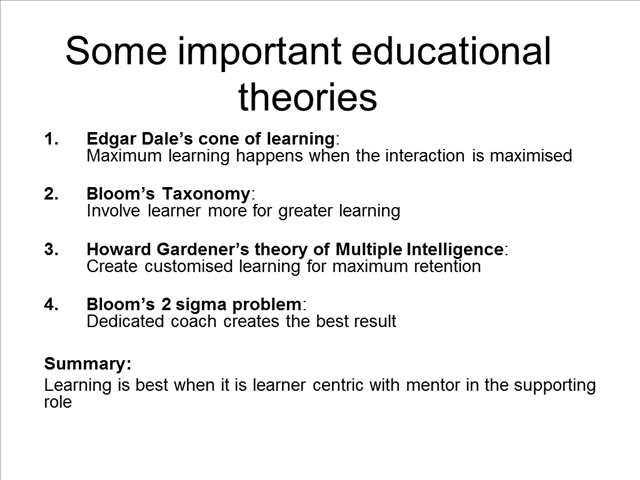 Some important educational
theories
1. Edgar Dale's cone of learning:
Maximum learning happens when the interaction is maximised
2. Bloom's Taxonomy:
Involve learner more for greater learning
3. Howard Gardener's theory of Multiple Intelligence:
Create customised learning for maximum retention
4. Bloom's 2 sigma problem:
Dedicated coach creates the best result
Summary:
Learning is best when it is learner centric with mentor in the supporting
role